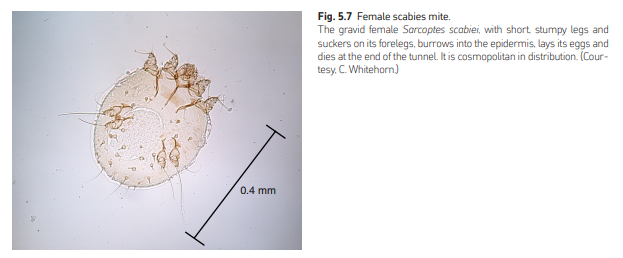 Fig. 5.7 Female scabies mite.
The gravid female Sarcoptes scabiei, with short, stumpy legs and
suckers on its forelegs, burrows into the epidermis, lays its eggs and
dies at the end of the tunnel. It is cosmopolitan in distribution. (Cour-
tesy, C. Whitehorn.)
0.4 mm